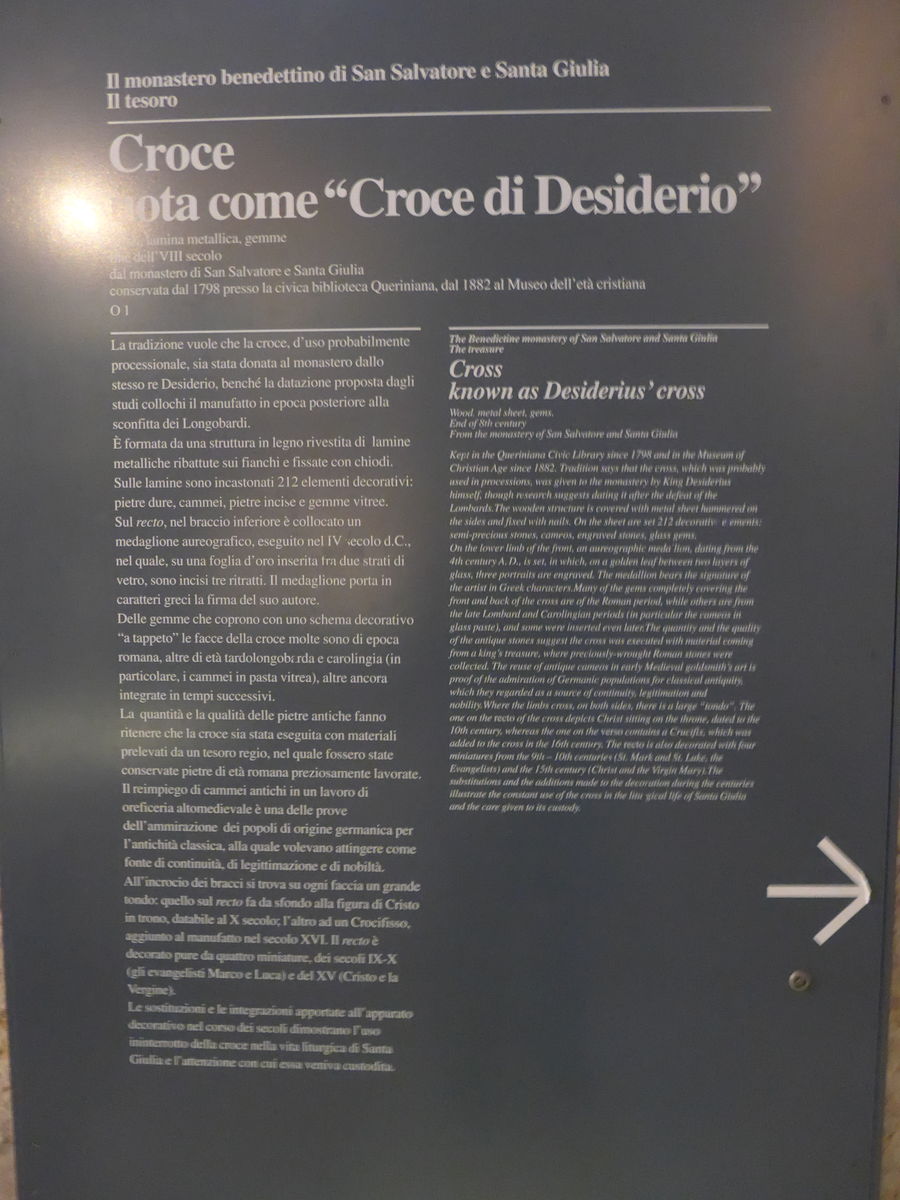 Il monastero benedettino di San Salvatore e Santa Giulia
Il tesoro
Croce
nota come “Croce di Desiderio”
lamina metallica, gemme
fine dell’VIII secolo
dal monastero di San Salvatore e Santa Giulia
conservata dal 1798 presso la civica biblioteca Queriniana, dal 1882 al Museo dell’età cristiana
O 1
La tradizione vuole che la croce, d’uso probabilmente
processionale, sia stata donata al monastero dallo
stesso re Desiderio, benché la datazione proposta dagli
studi collochi il manufatto in epoca posteriore alla
sconfitta dei Longobardi.
È formata da una struttura in legno rivestita di lamine
metalliche ribattute sui fianchi e fissate con chiodi.
Sulle lamine sono incastonati 212 elementi decorativi:
pietre dure, cammei, pietre incise e gemme vitree.
Sul recto, nel braccio inferiore è collocato un
medaglione aureografico, eseguito nel IV secolo d.C.,
nel quale, su una foglia d’oro inserita tra due strati di
vetro, sono incisi tre ritratti. Il medaglione porta in
caratteri greci la firma del suo autore.
Delle gemme che coprono con uno schema decorativo
“a tappeto” le facce della croce molte sono di epoca
romana, altre di età tardolongobarda e carolingia (in
particolare, i cammei in pasta vitrea), altre ancora
integrate in tempi successivi.
La quantità e la qualità delle pietre antiche fanno
ritenere che la croce sia stata eseguita con materiali
prelevati da un tesoro regio, nel quale fossero state
conservate pietre di età romana preziosamente lavorate.
Il reimpiego di cammei antichi in un lavoro di
oreficeria altomedievale è una delle prove
dell’ammirazione dei popoli di origine germanica per
l’antichità classica, alla quale volevano attingere come
fonte di continuità, di legittimazione e di nobiltà.
All’incrocio dei bracci si trova su ogni faccia un grande
tondo: quello sul recto fa da sfondo alla figura di Cristo
in trono, databile al X secolo; l’altro ad un Crocifisso,
aggiunto al manufatto nel secolo XVI. Il recto è
decorato pure da quattro miniature, dei secoli IX-X
(gli evangelisti Marco e Luca) e del XV (Cristo e la
Vergine).
Le sostituzioni e le integrazioni apportate all’apparato
decorativo nel corso dei secoli dimostrano l’uso
ininterrotto della croce nella vita liturgica di Santa
Giulia e l’attenzione con cui essa veniva custodita.
The Benedictine monastery of San Salvatore and Santa Giulia
The treasure
Cross
known as Desiderius’ cross
Wood, metal sheet, gems.
End of 8th century
From the monastery of San Salvatore and Santa Giulia
Kept in the Queriniana Civic Library since 1798 and in the Museum of
Christian Age since 1882. Tradition says that the cross, which was probably
used in processions, was given to the monastery by King Desiderius
himself, though research suggests dating it after the defeat of the
Lombards.The wooden structure is covered with metal sheet hammered on
the sides and fixed with nails. On the sheet are set 212 decorative elements:
semi-precious stones, cameos, engraved stones, glass gems.
On the lower limb of the front, an aureographic medallion, dating from the
4th century A.D., is set, in which, on a golden leaf between two layers of
glass, three portraits are engraved. The medallion bears the signature of
the artist in Greek characters.Many of the gems completely covering the
front and back of the cross are of the Roman period, while others are from
the late Lombard and Carolingian periods (in particular the cameos in
glass paste), and some were inserted even later.The quantity and the quality
of the antique stones suggest the cross was executed with material coming
from a king’s treasure, where preciously-wrought Roman stones were
collected. The reuse of antique cameos in early Medieval goldsmith’s art is
proof of the admiration of Germanic populations for classical antiquity,
which they regarded as a source of continuity, legitimation and
nobility.Where the limbs cross, on both sides, there is a large "tondo". The
one on the recto of the cross depicts Christ sitting on the throne, dated to the
10th century, whereas the one on the verso contains a Crucifix, which was
added to the cross in the 16th century. The recto is also decorated with four
miniatures from the 9th – 10th centuries (St. Mark and St. Luke, the
Evangelists) and the 15th century (Christ and the Virgin Mary).The
substitutions and the additions made to the decoration during the centuries
illustrate the constant use of the cross in the liturgical life of Santa Giulia
and the care given to its custody.